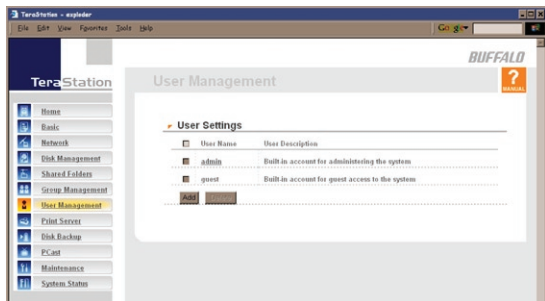 TeraStation - expleder
File Edit View Favorites Tools Help
Google
BUFFALO
TeraStation
User Management
?
MANUAL
Home
Basic
Network
Disk Management
Shared Folders
Group Management
User Management
Print Server
Disk Backup
PCast
Maintenance
System Status
User Settings
User Name User Description
admin Built-in account for administering the system
guest Built-in account for guest access to the system
Add